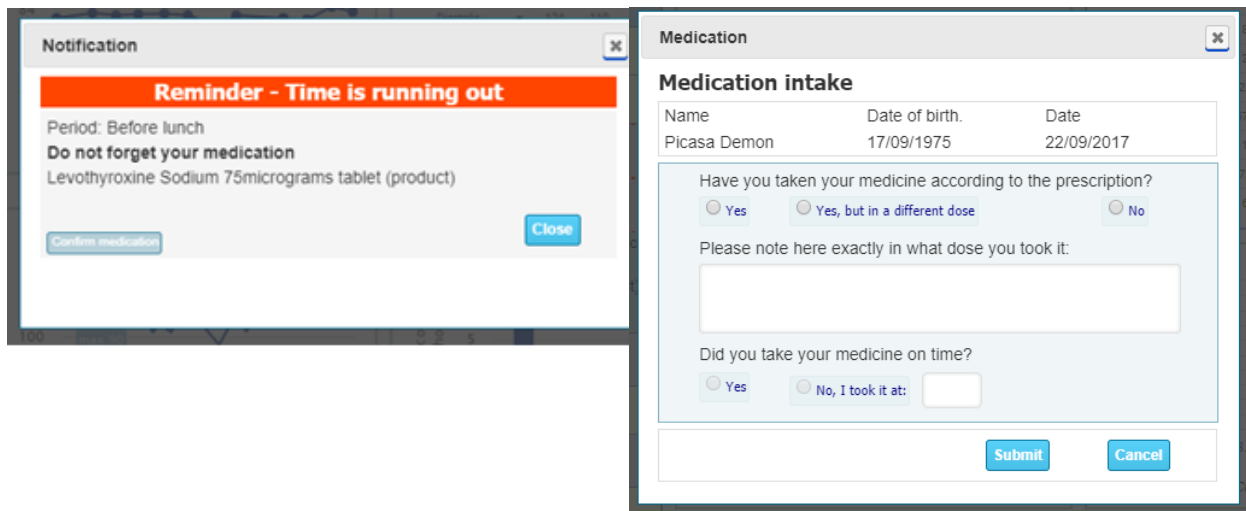 Notification
Reminder - Time is running out
Period: Before lunch
Do not forget your medication
Levothyroxine Sodium 75micrograms tablet (product)
Confirm medication
Close
100
5
Medication
Medication intake
Name Date of birth. Date
Picasa Demon 17/09/1975 22/09/2017
Have you taken your medicine according to the prescription?
Yes Yes, but in a different dose No
Please note here exactly in what dose you took it:
Did you take your medicine on time?
Yes No, I took it at:
Submit Cancel